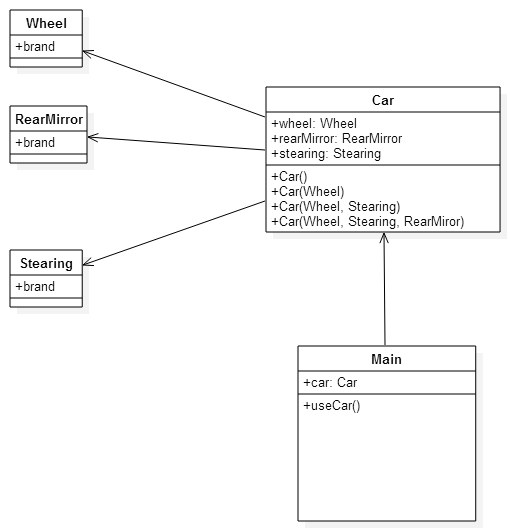 Wheel
+brand
RearMirror
+brand
Stearing
+brand
Car
+wheel: Wheel
+rearMirror: RearMirror
+stearing: Stearing
+Car()
+Car(Wheel)
+Car(Wheel, Stearing)
+Car(Wheel, Stearing, RearMiror)
Main
+car: Car
+useCar()